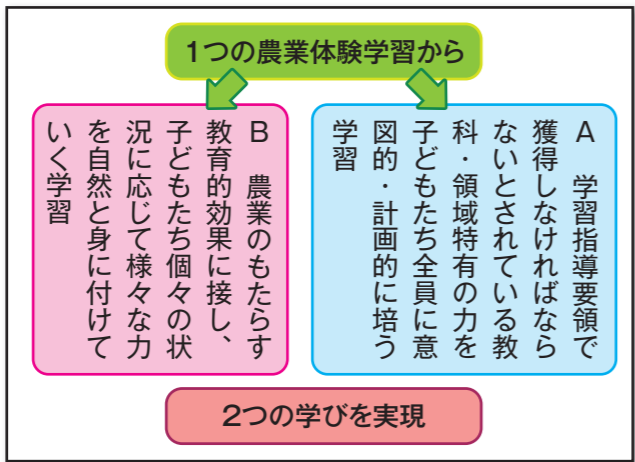 1つの農業体験学習から
A　学習指導要領で
獲得しなければなら
ないとされている教
科・領域特有の力を
子どもたち全員に意
図的・計画的に培う
学習
B　農業のもたらす
教育的効果に接し、
子どもたち個々の状
況に応じて様々な力
を自然と身に付けて
いく学習
2つの学びを実現